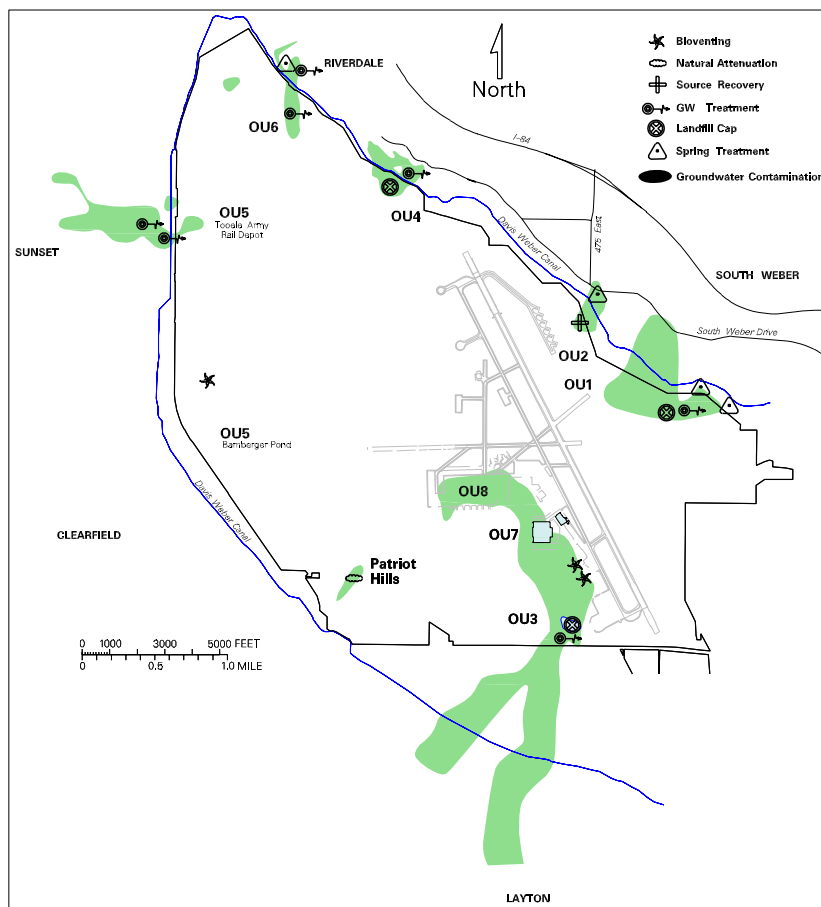 Bioventing
Natural Attenuation
Source Recovery
GW Treatment
Landfill Cap
Spring Treatment
Groundwater Contamination
North
RIVERDALE
I-84
OU6
OU4
OU5
Tooele Army
Rail Depot
SUNSET
Davis Weber Canal
475 East
SOUTH WEBER
South Weber Drive
OU2
OU1
OU5
Bamberger Pond
Davis Weber Canal
OU8
OU7
CLEARFIELD
Patriot
Hills
OU3
0 1000 3000 5000 FEET
0 0.5 1.0 MILE
LAYTON